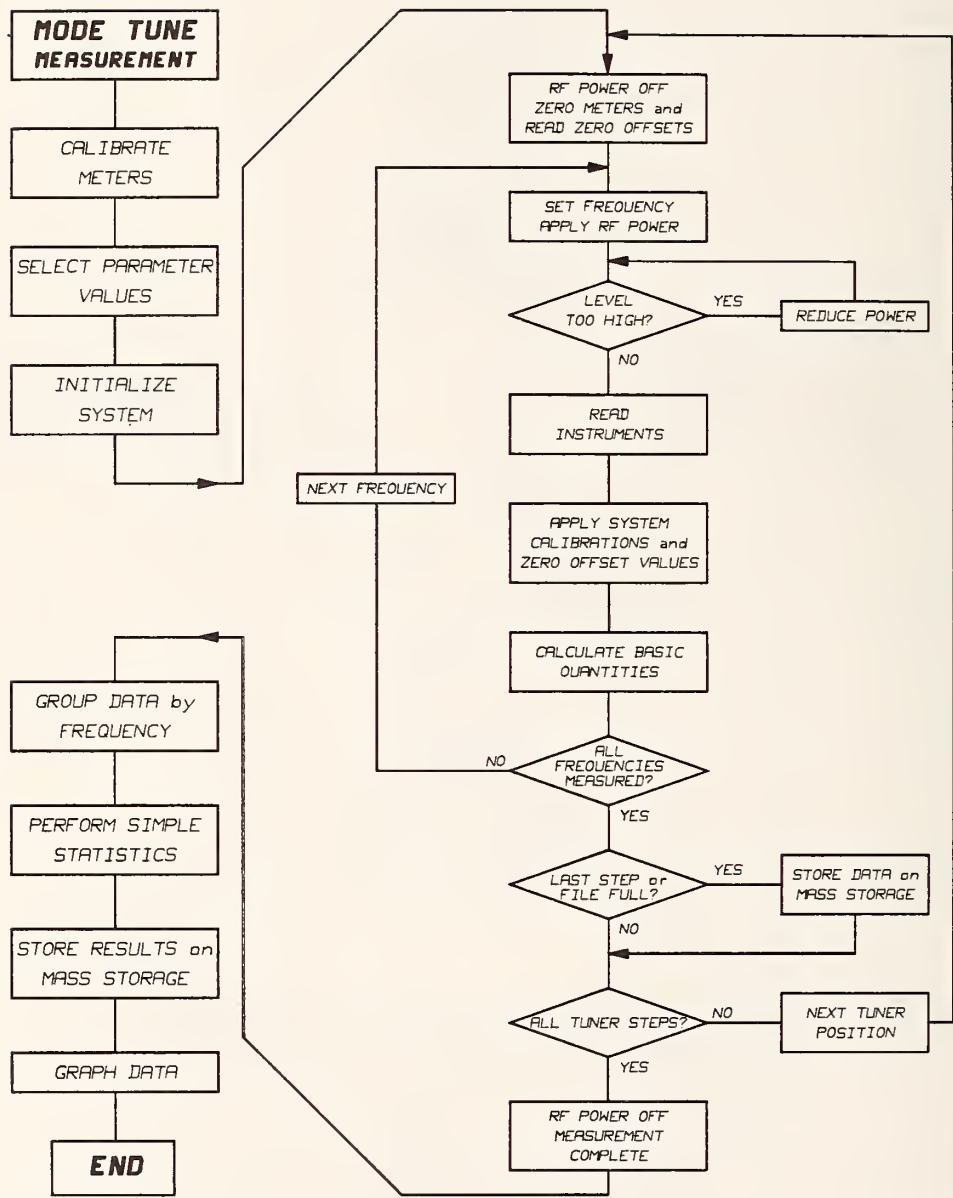 MODE TUNE
MEASUREMENT
CALIBRATE
METERS
SELECT PARAMETER
VALUES
INITIALIZE
SYSTEM
RF POWER OFF
ZERO METERS and
READ ZERO OFFSETS
SET FREQUENCY
APPLY RF POWER
LEVEL
TOO HIGH?
YES
REDUCE POWER
NO
READ
INSTRUMENTS
NEXT FREQUENCY
APPLY SYSTEM
CALIBRATIONS and
ZERO OFFSET VALUES
CALCULATE BASIC
QUANTITIES
ALL
FREQUENCIES
MEASURED?
NO
YES
LAST STEP or
FILE FULL?
YES
STORE DATA on
MASS STORAGE
NO
ALL TUNER STEPS?
NO
NEXT TUNER
POSITION
YES
RF POWER OFF
MEASUREMENT
COMPLETE
GROUP DATA by
FREQUENCY
PERFORM SIMPLE
STATISTICS
STORE RESULTS on
MASS STORAGE
GRAPH DATA
END